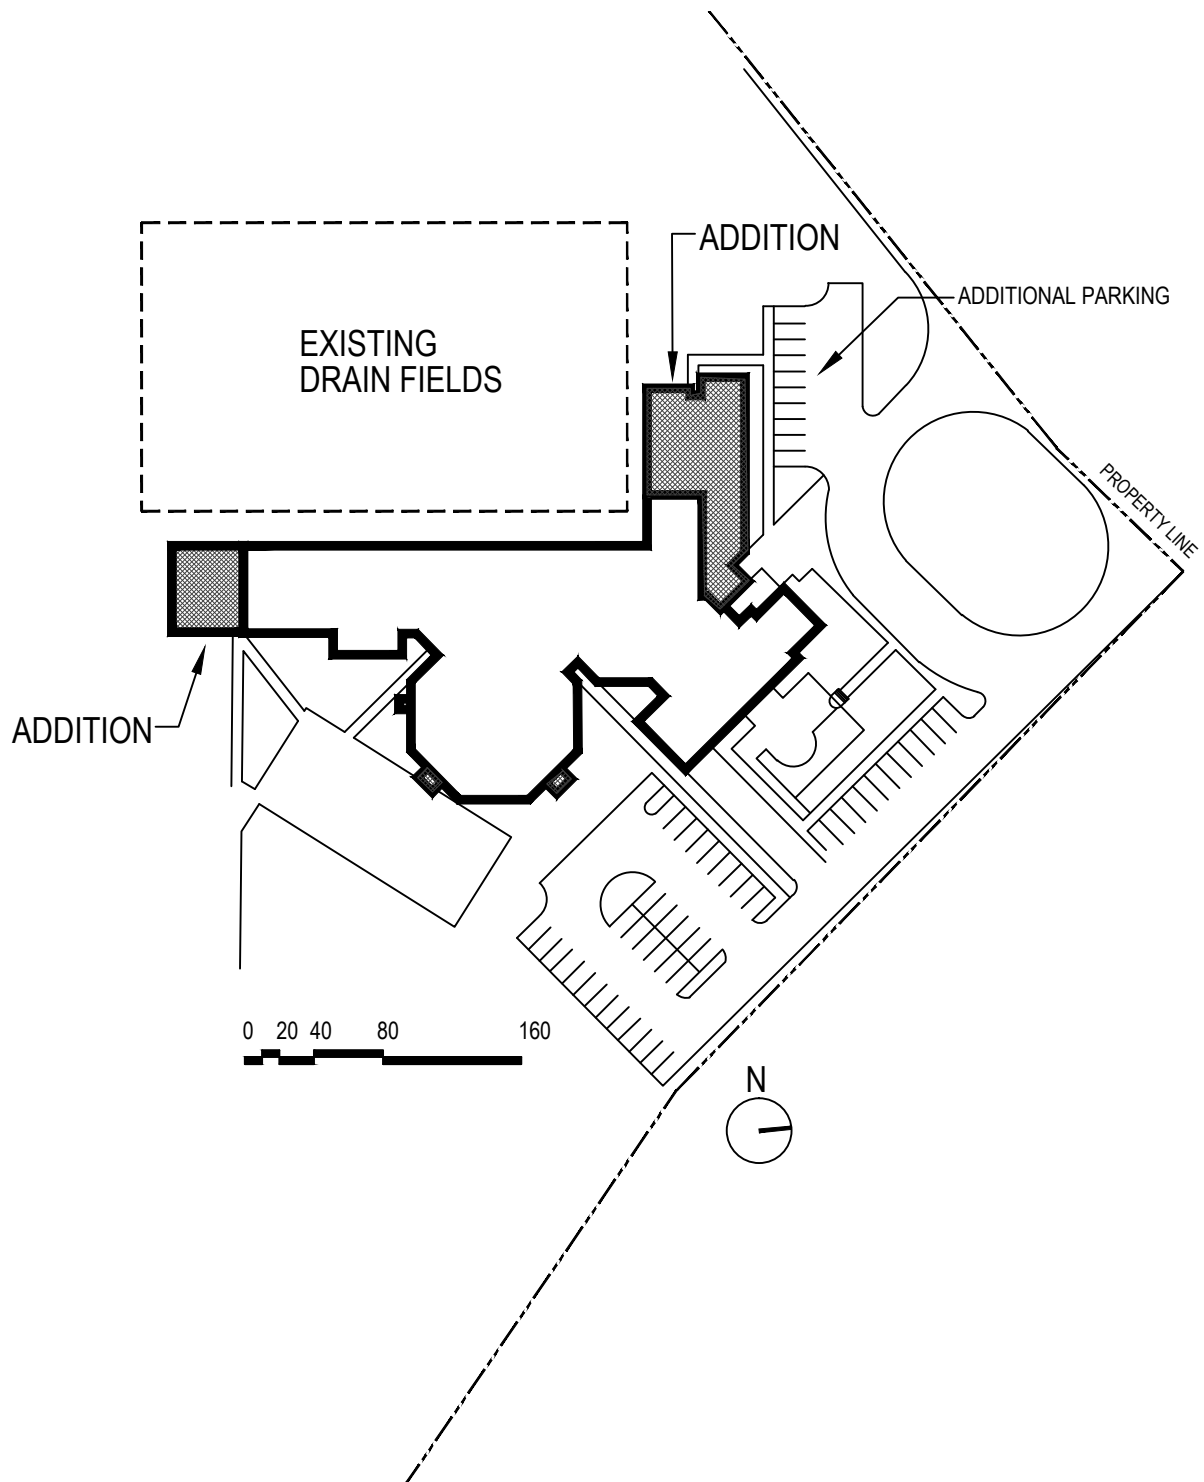 ADDITION
ADDITIONAL PARKING
EXISTING
DRAIN FIELDS
PROPERTY LINE
ADDITION
0 20 40 80 160
N